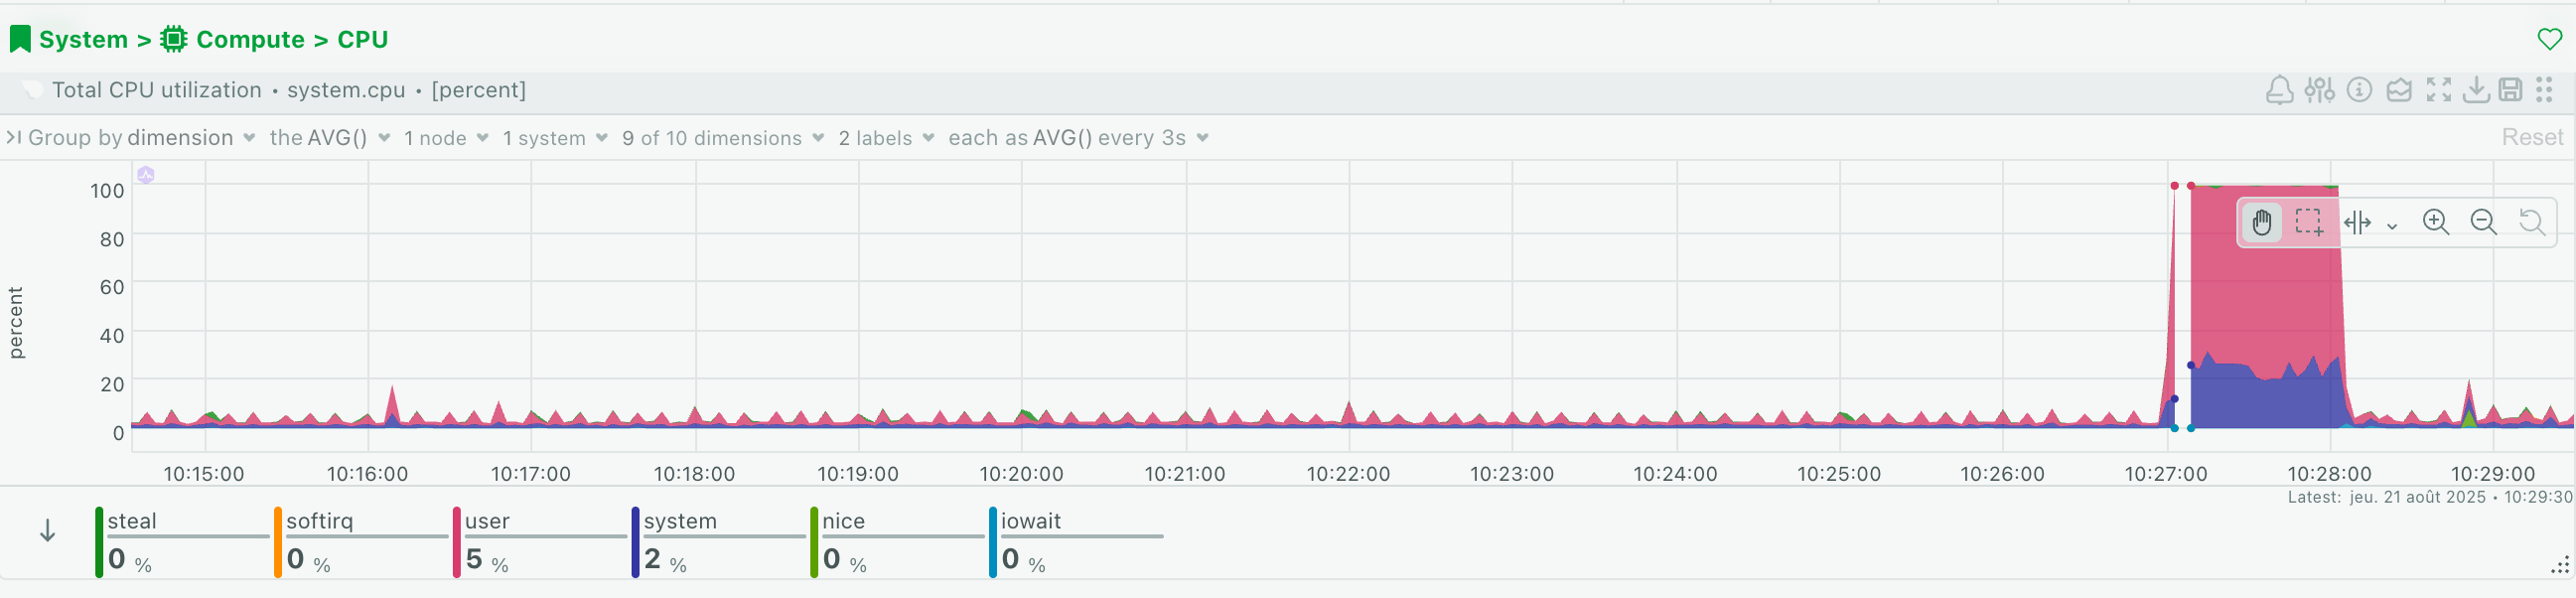 System > Compute > CPU
Total CPU utilization • system.cpu • [percent]
Group by dimension the AVG() 1 node 1 system 9 of 10 dimensions 2 labels each as AVG() every 3s Reset
percent
100
80
60
40
20
0
10:15:00 10:16:00 10:17:00 10:18:00 10:19:00 10:20:00 10:21:00 10:22:00 10:23:00 10:24:00 10:25:00 10:26:00 10:27:00 10:28:00 10:29:00
Latest: jeu. 21 août 2025 • 10:29:30
steal softirq user system nice iowait
0 % 0 % 5 % 2 % 0 % 0 %